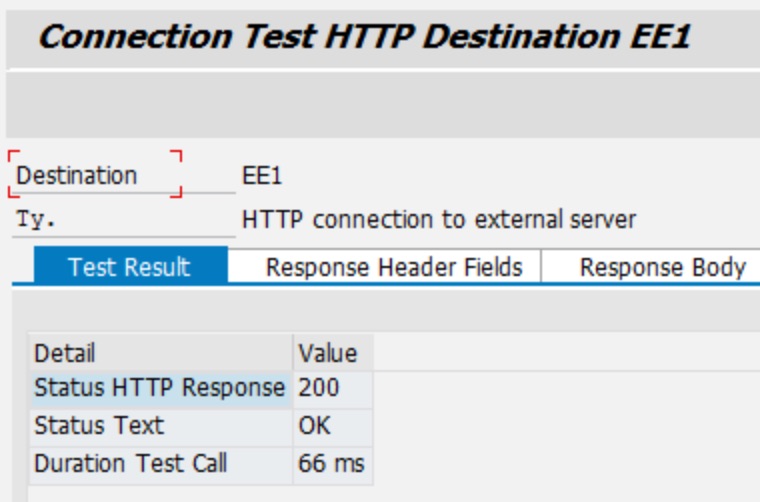 Connection Test HTTP Destination EE1
Destination EE1
Ty. HTTP connection to external server
Test Result Response Header Fields Response Body
Detail Value
Status HTTP Response 200
Status Text OK
Duration Test Call 66 ms